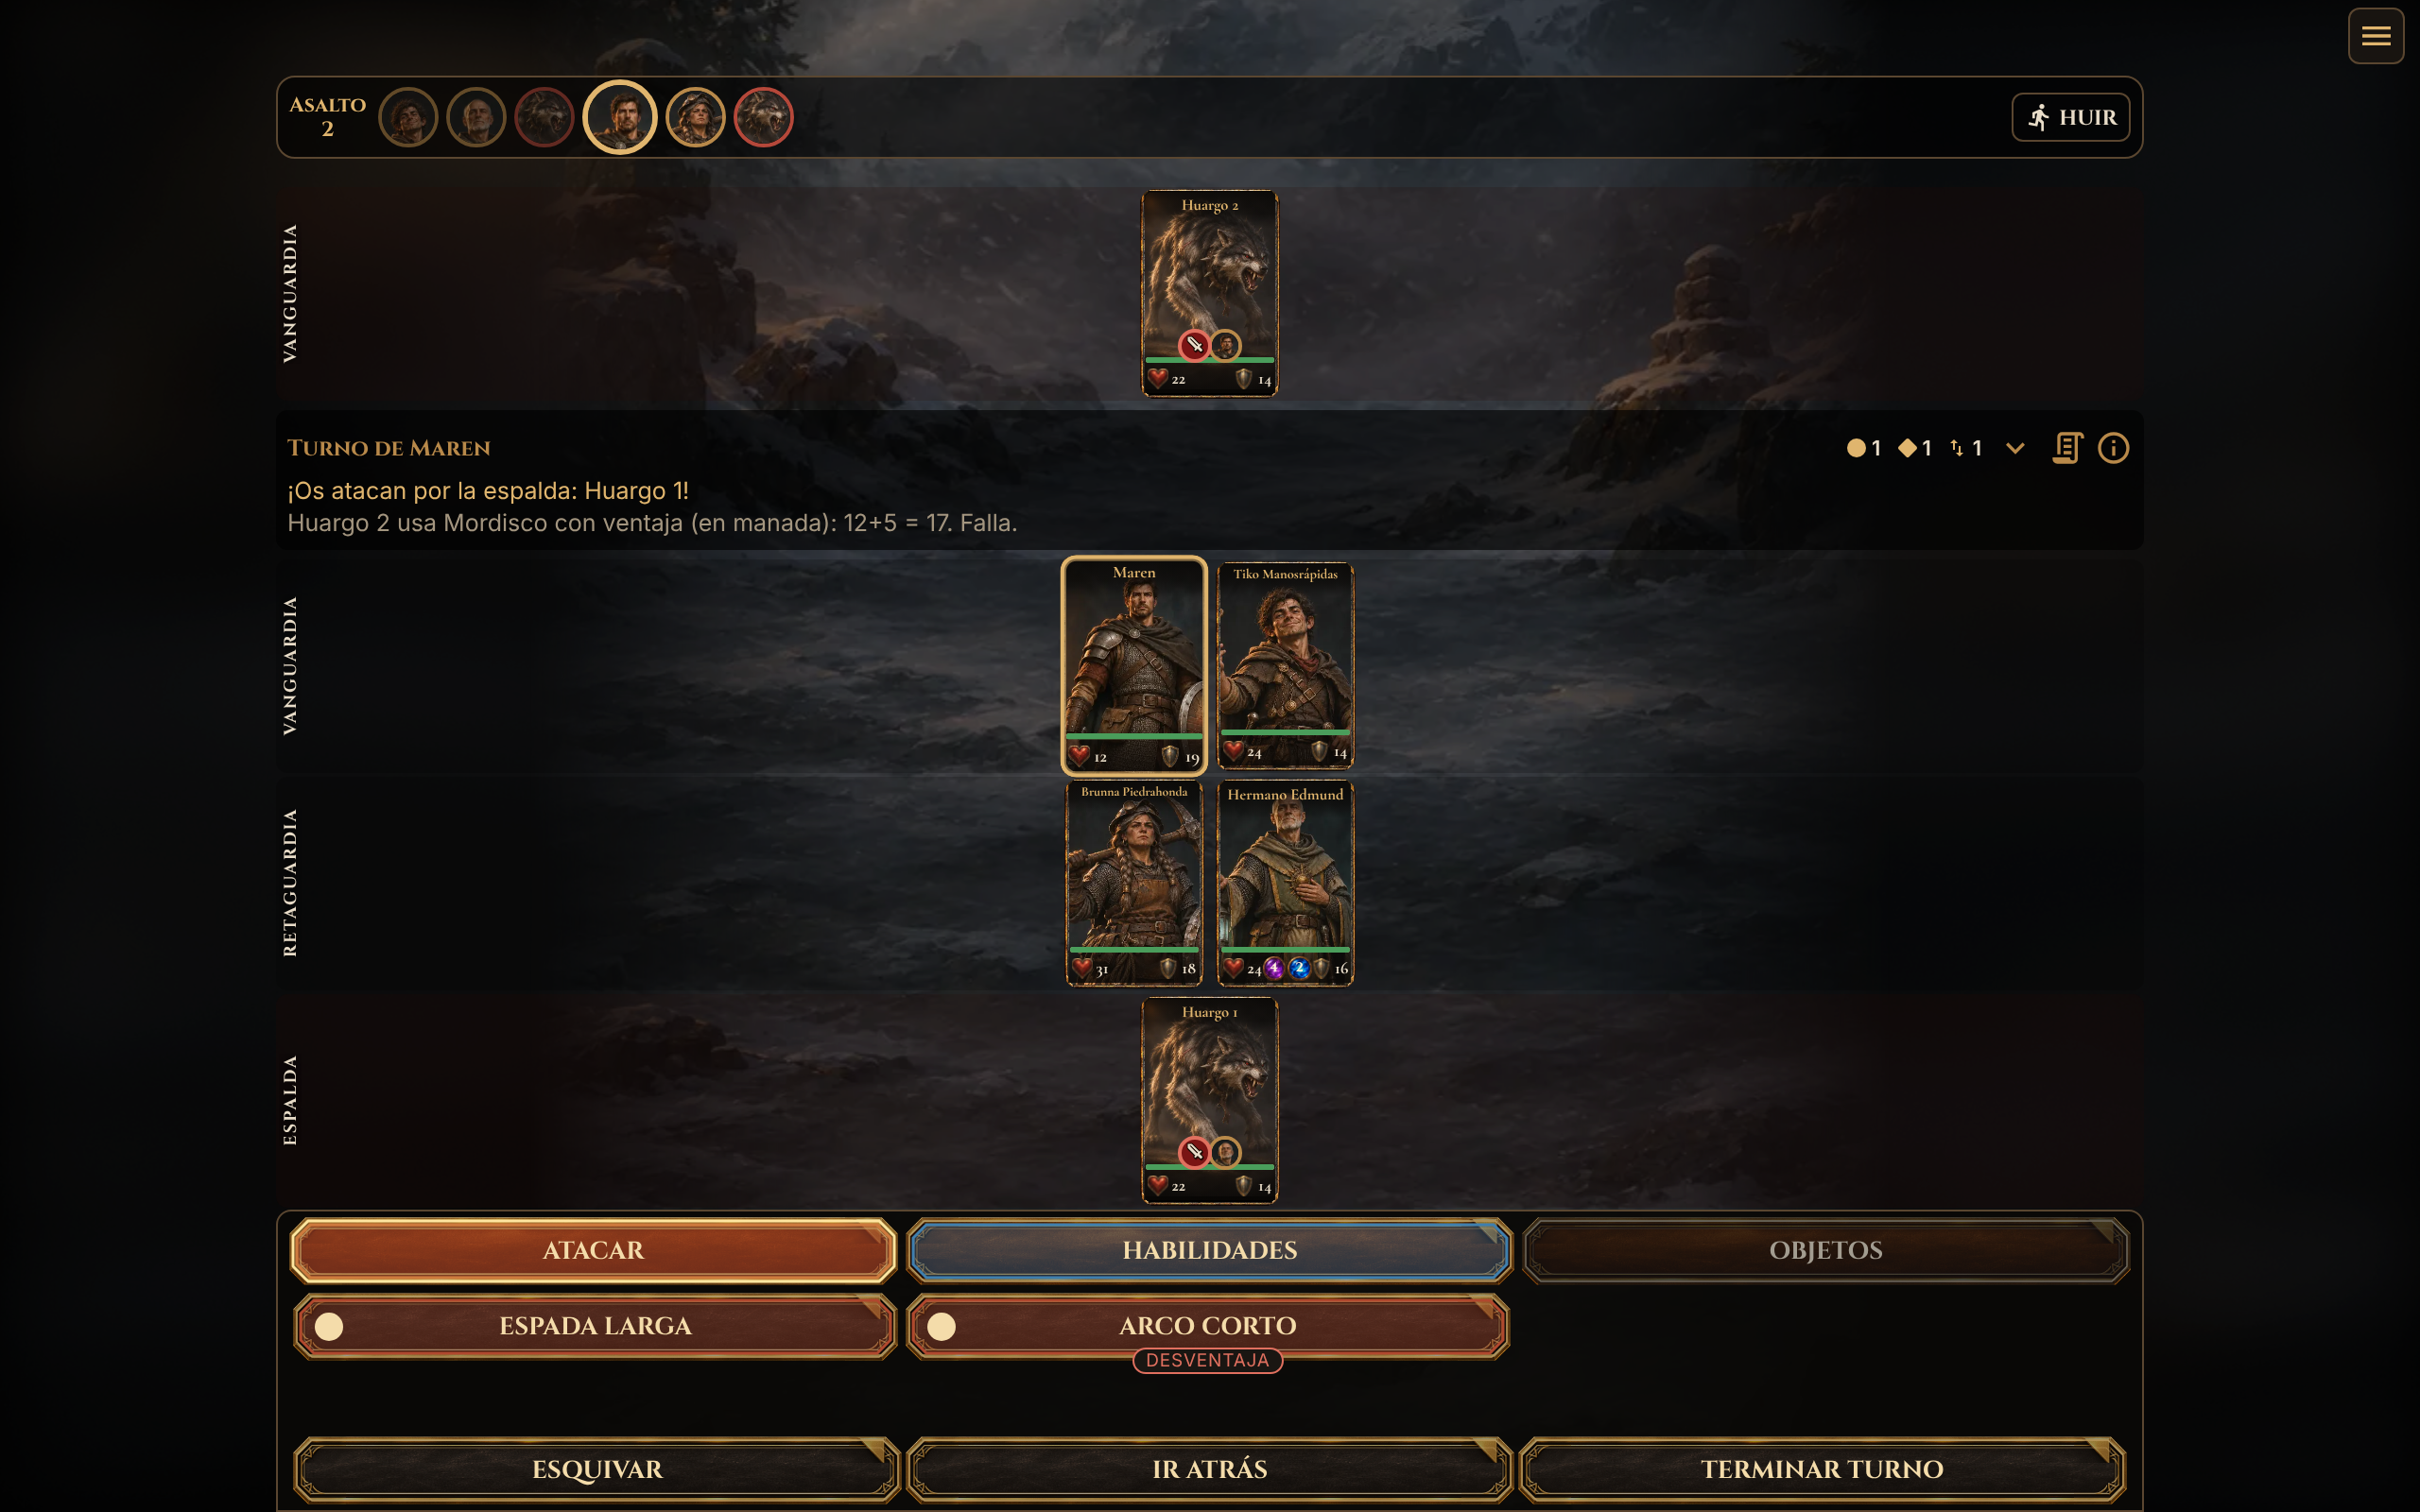 ASALTO
2
HUIR
VANGUARDIA
Huargo 2
22 14
TURNO DE MAREN
1 1 1
¡Os atacan por la espalda: Huargo 1!
Huargo 2 usa Mordisco con ventaja (en manada): 12+5 = 17. Falla.
VANGUARDIA
Maren
12 19
Tiko Manosrápidas
24 14
RETAGUARDIA
Brunna Piedrahonda
31 18
Hermano Edmund
24 4 2 16
ESPALDA
Huargo 1
22 14
ATACAR
HABILIDADES
OBJETOS
ESPADA LARGA
ARCO CORTO
DESVENTAJA
ESQUIVAR
IR ATRÁS
TERMINAR TURNO